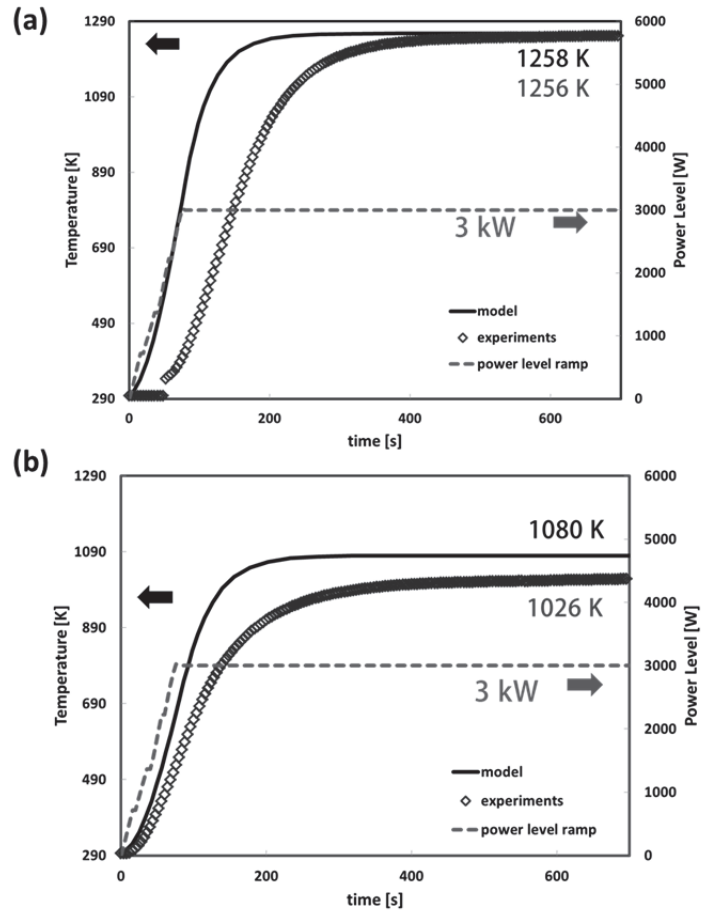 (a)
1290
1090
890
690
490
290
Temperature [K]
6000
5000
4000
3000
2000
1000
0
Power Level [W]
1258 K
1256 K
3 kW
model
experiments
power level ramp
0
200
400
600
time [s]
(b)
1290
1090
890
690
490
290
Temperature [K]
6000
5000
4000
3000
2000
1000
0
Power Level [W]
1080 K
1026 K
3 kW
model
experiments
power level ramp
0
200
400
600
time [s]